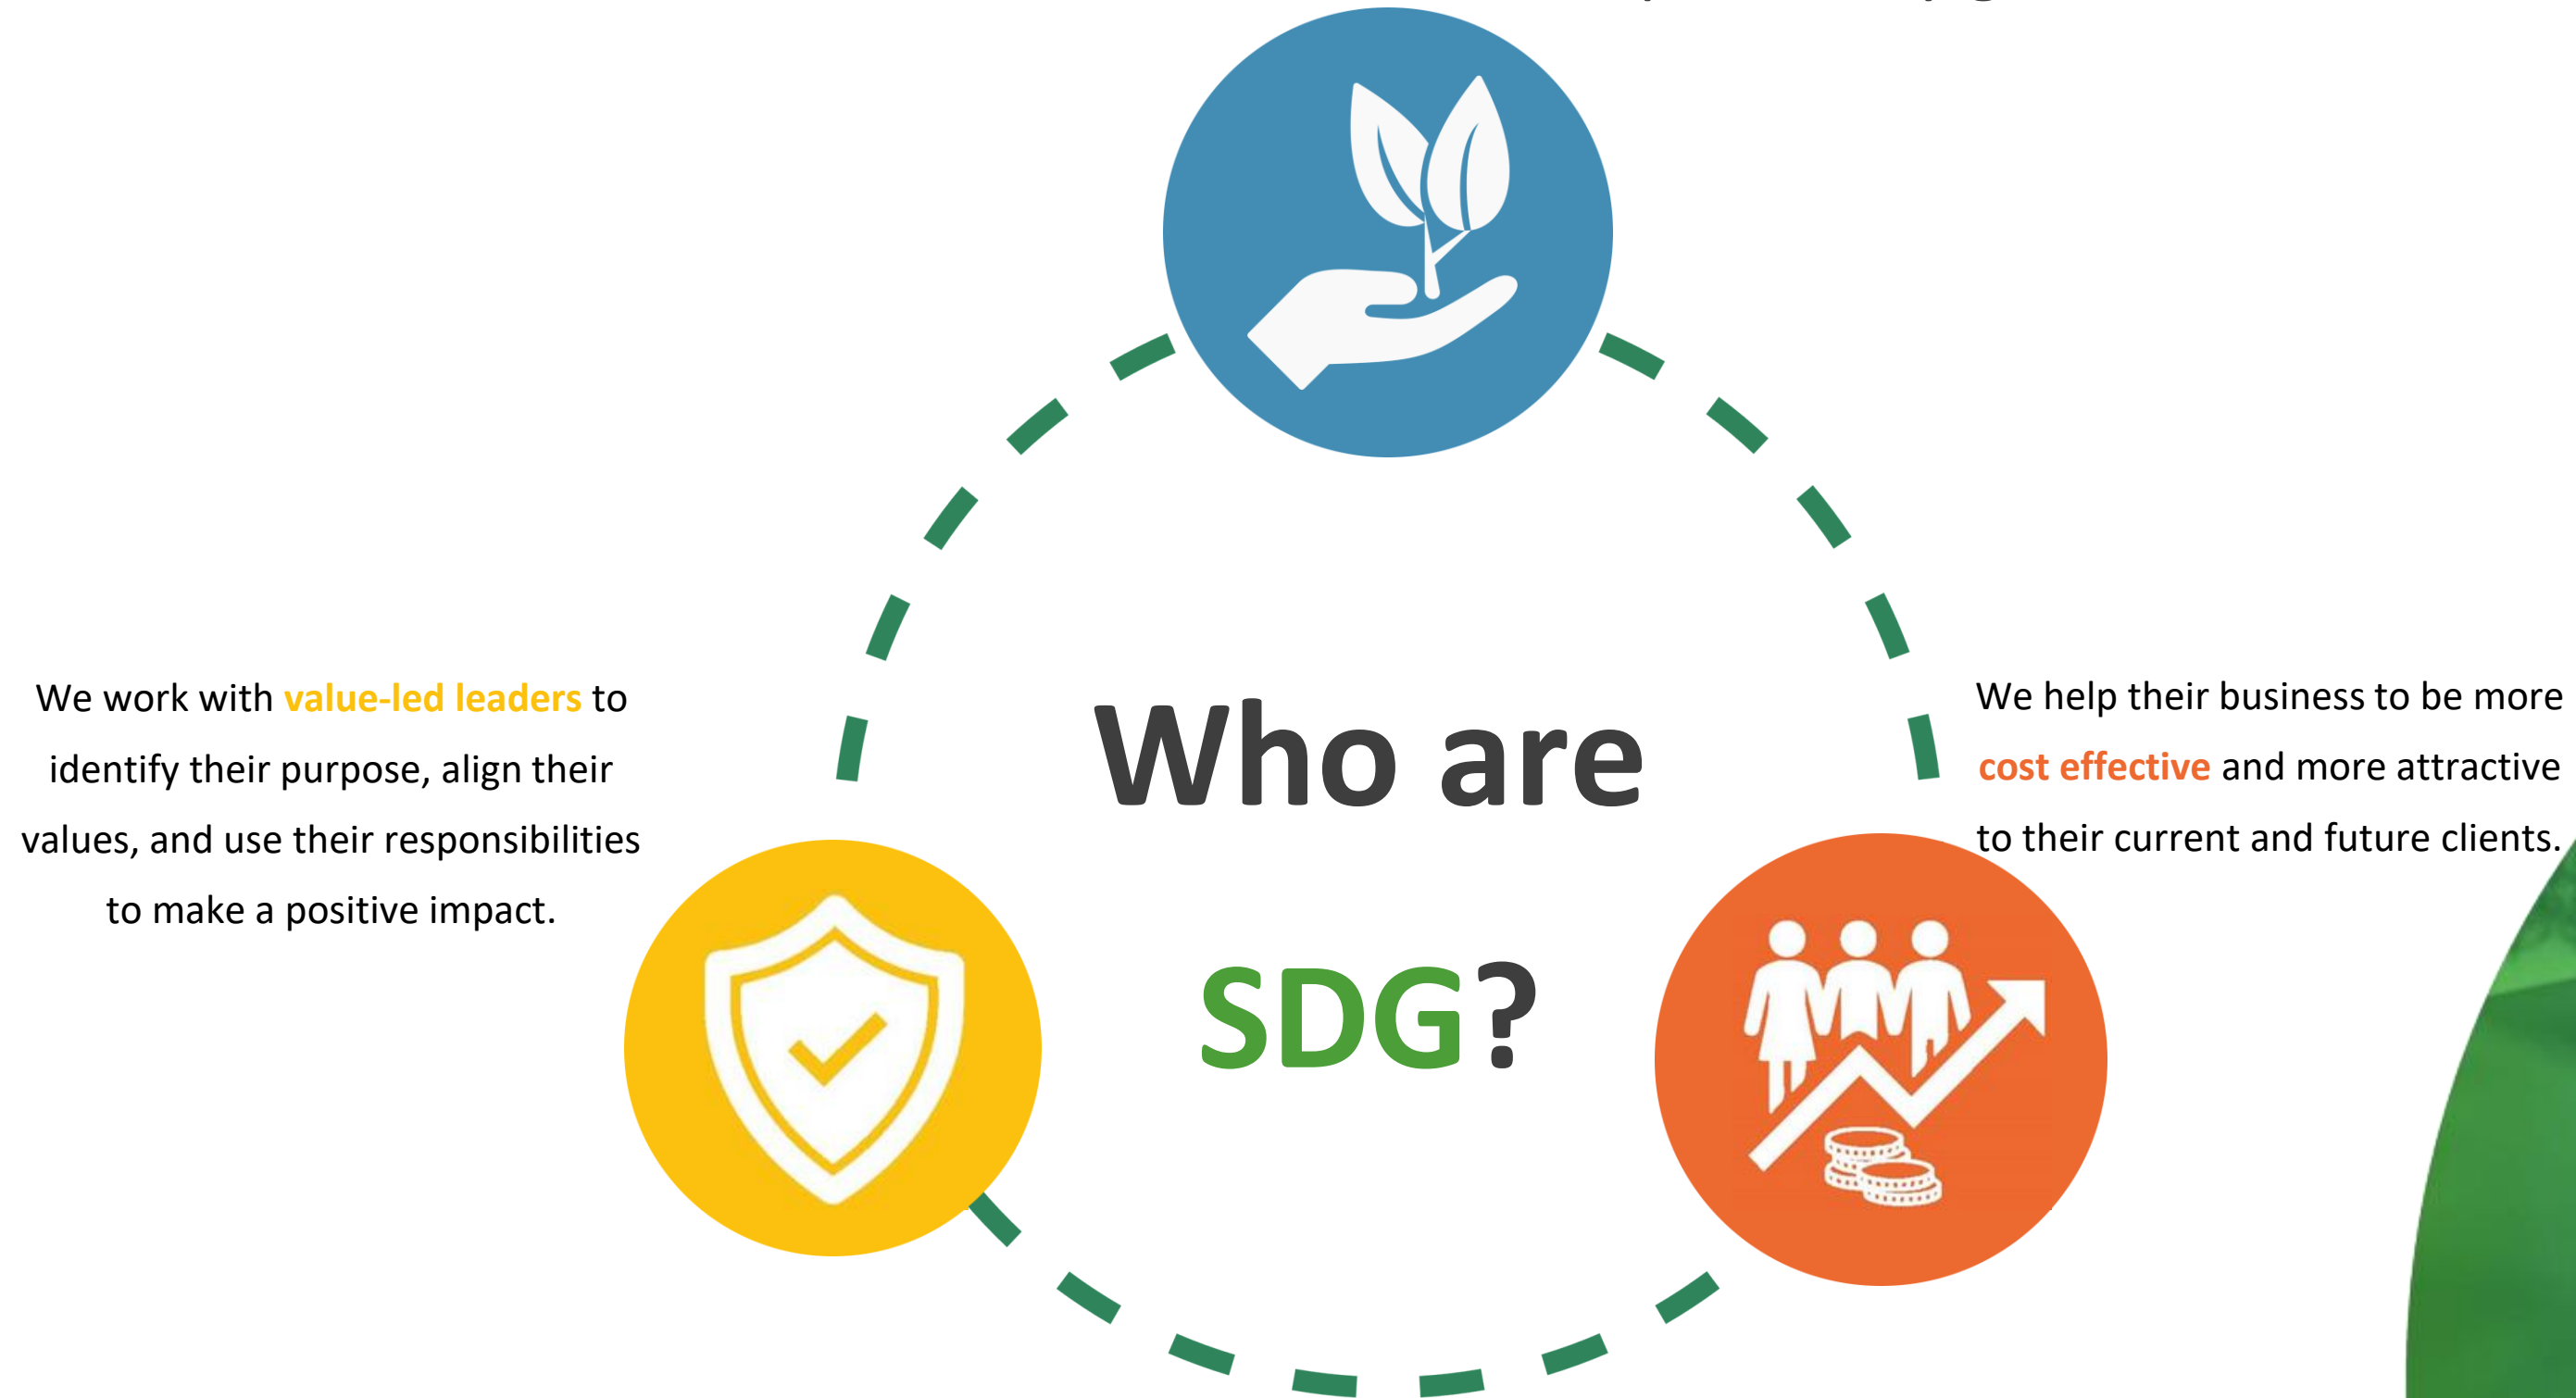 We work with value-led leaders to
identify their purpose, align their
values, and use their responsibilities
to make a positive impact.
Who are
SDG?
We help their business to be more
cost effective and more attractive
to their current and future clients.